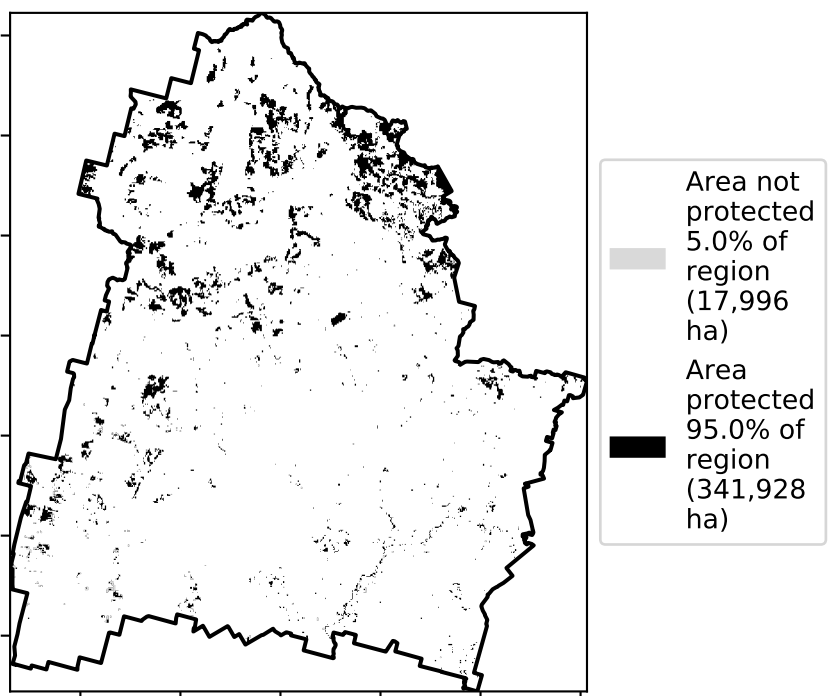 Area not
protected
5.0% of
region
(17,996
ha)
Area
protected
95.0% of
region
(341,928
ha)